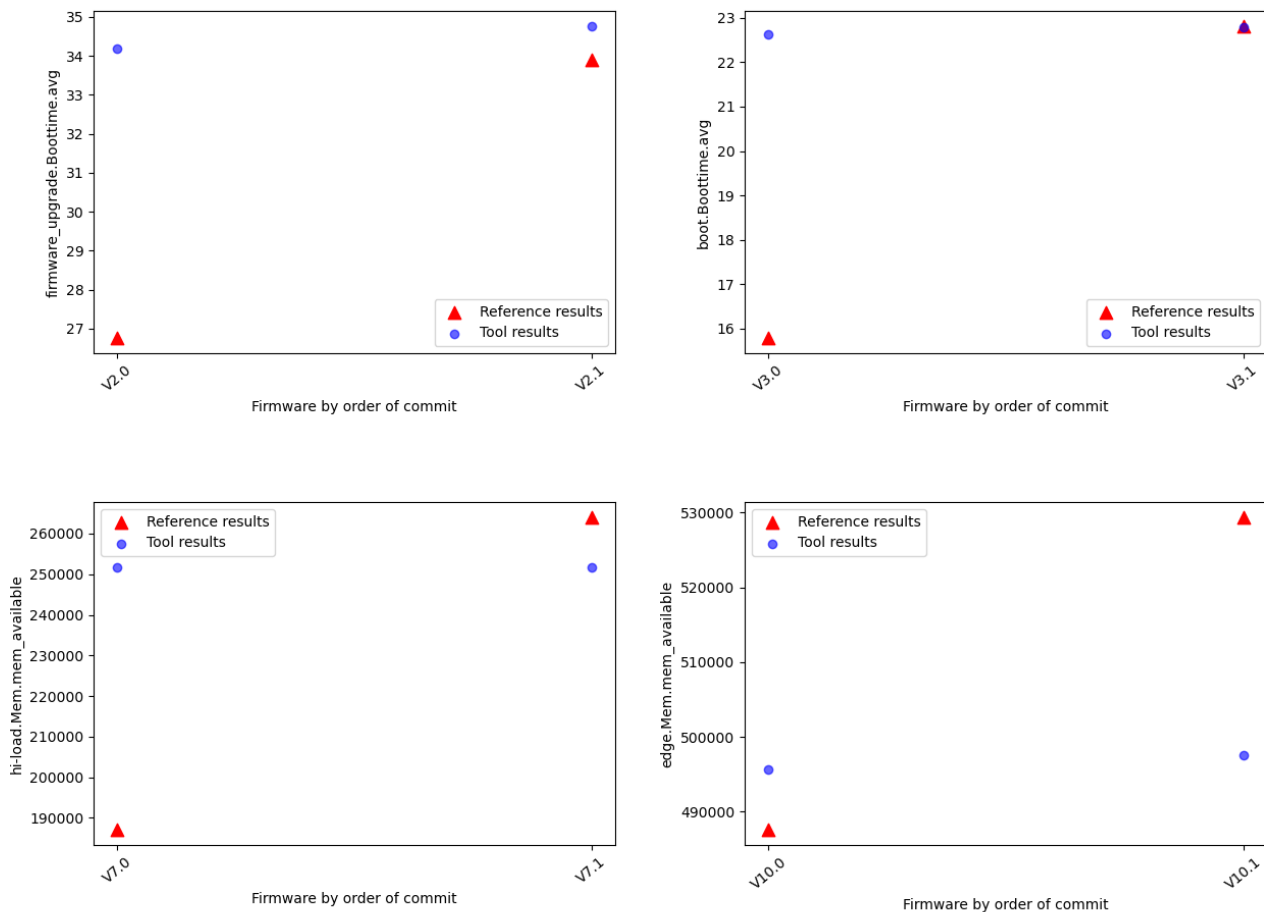 firmware_upgrade.Boottime.avg
35
34
33
32
31
30
29
28
27
Reference results
Tool results
V2.0
V2.1
Firmware by order of commit
boot.Boottime.avg
23
22
21
20
19
18
17
16
Reference results
Tool results
V3.0
V3.1
Firmware by order of commit
hi-load.Mem.mem_available
260000
250000
240000
230000
220000
210000
200000
190000
Reference results
Tool results
V7.0
V7.1
Firmware by order of commit
edge.Mem.mem_available
530000
520000
510000
500000
490000
Reference results
Tool results
V10.0
V10.1
Firmware by order of commit